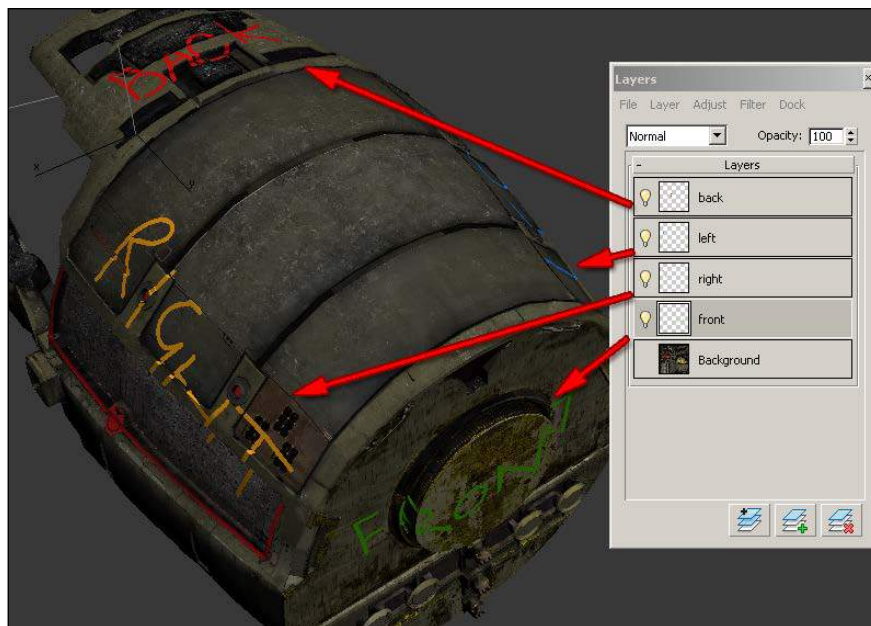 BACK
RIGHT
FRONT
x
y
Layers
File Layer Adjust Filter Dock
Normal Opacity: 100
- Layers
back
left
right
front
Background